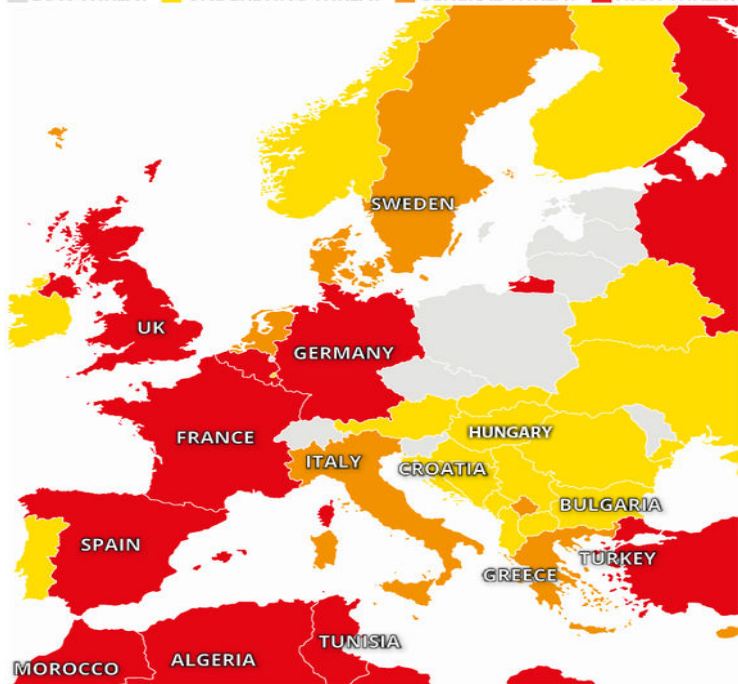 SWEDEN
UK
GERMANY
FRANCE
HUNGARY
ITALY
CROATIA
BULGARIA
SPAIN
TURKEY
GREECE
TUNISIA
ALGERIA
MOROCCO